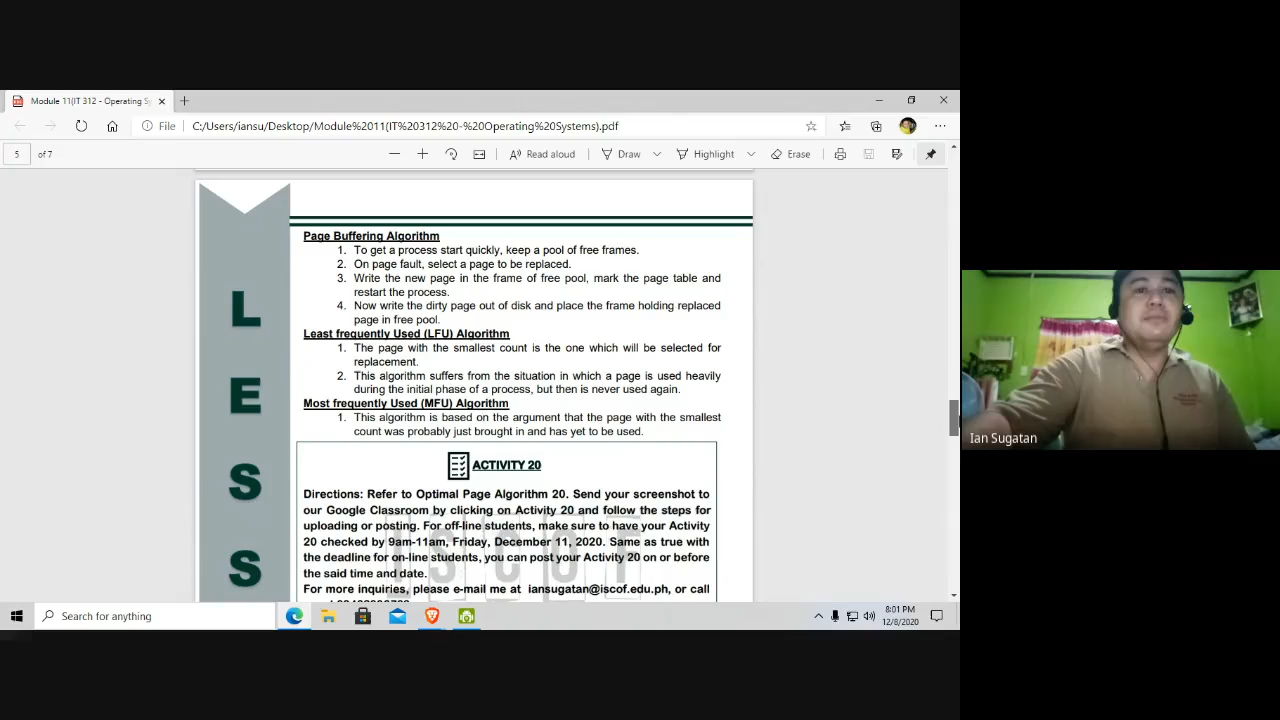 Module 11(IT 312 - Operating Sy
File
C:/Users/iansu/Desktop/Module%2011(IT%20312%20-%20Operating%20Systems).pdf
5 of 7
Read aloud
Draw
Highlight
Erase
L
E
S
S
Page Buffering Algorithm
1. To get a process start quickly, keep a pool of free frames.
2. On page fault, select a page to be replaced.
3. Write the new page in the frame of free pool, mark the page table and
restart the process.
4. Now write the dirty page out of disk and place the frame holding replaced
page in free pool.
Least frequently Used (LFU) Algorithm
1. The page with the smallest count is the one which will be selected for
replacement.
2. This algorithm suffers from the situation in which a page is used heavily
during the initial phase of a process, but then is never used again.
Most frequently Used (MFU) Algorithm
1. This algorithm is based on the argument that the page with the smallest
count was probably just brought in and has yet to be used.
ACTIVITY 20
Directions: Refer to Optimal Page Algorithm 20. Send your screenshot to
our Google Classroom by clicking on Activity 20 and follow the steps for
uploading or posting. For off-line students, make sure to have your Activity
20 checked by 9am-11am, Friday, December 11, 2020. Same as true with
the deadline for on-line students, you can post your Activity 20 on or before
the said time and date.
For more inquiries, please e-mail me at iansugatan@iscof.edu.ph, or call
ISCOF
Ian Sugatan
Search for anything
8:01 PM
12/8/2020